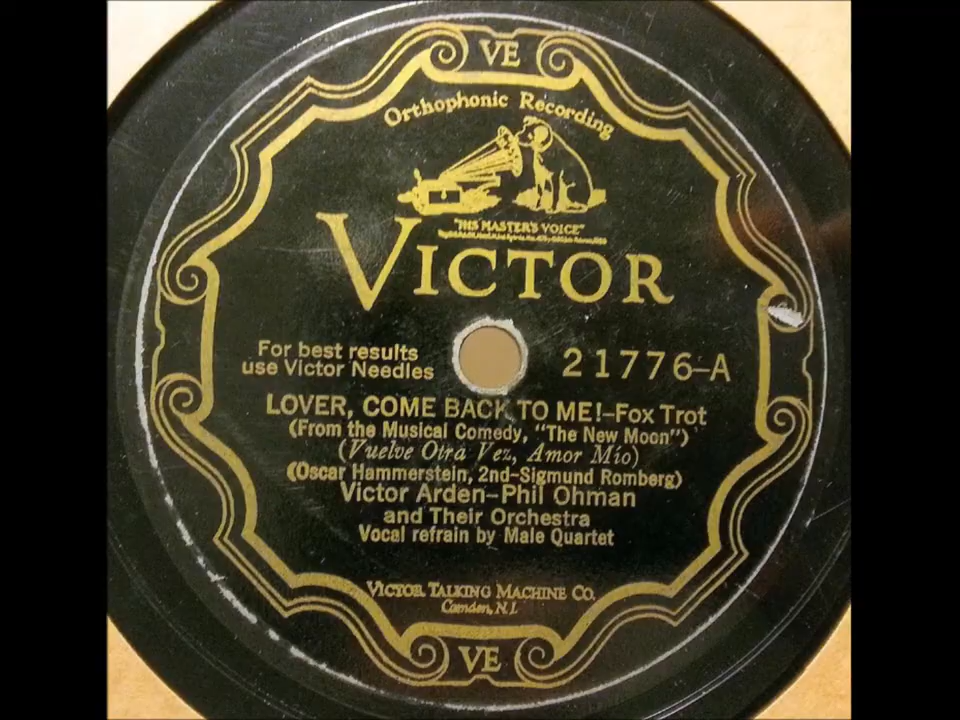 VE
Orthophonic Recording
"HIS MASTER'S VOICE"
VICTOR
For best results
use Victor Needles
21776-A
LOVER, COME BACK TO ME!-FOX TROT
(From the Musical Comedy, "The New Moon")
(Vuelve Otra Vez, Amor Mío)
(Oscar Hammerstein, 2nd-Sigmund Romberg)
Victor Arden-Phil Ohman
and Their Orchestra
Vocal refrain by Male Quartet
VICTOR TALKING MACHINE CO.
Camden, N.J.
VE